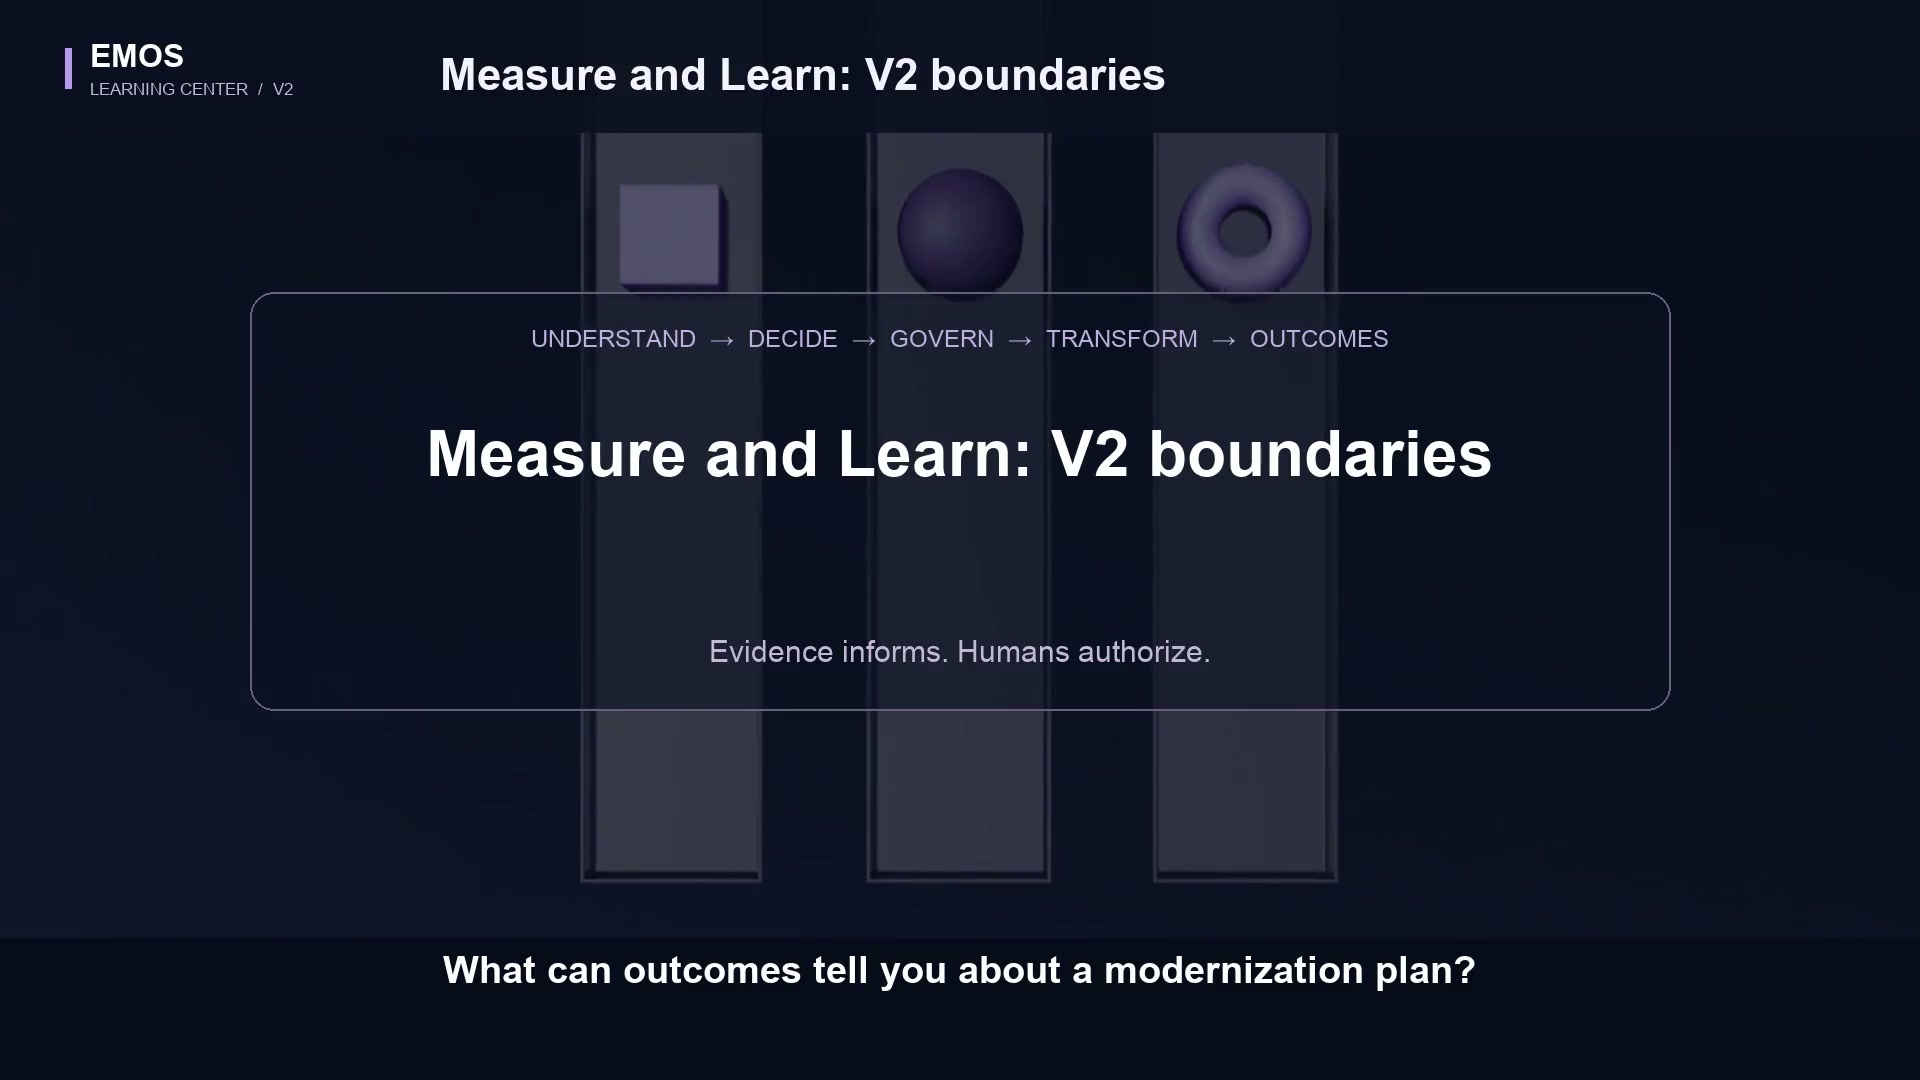 EMOS
LEARNING CENTER / V2
Measure and Learn: V2 boundaries
UNDERSTAND → DECIDE → GOVERN → TRANSFORM → OUTCOMES
Measure and Learn: V2 boundaries
Evidence informs. Humans authorize.
What can outcomes tell you about a modernization plan?